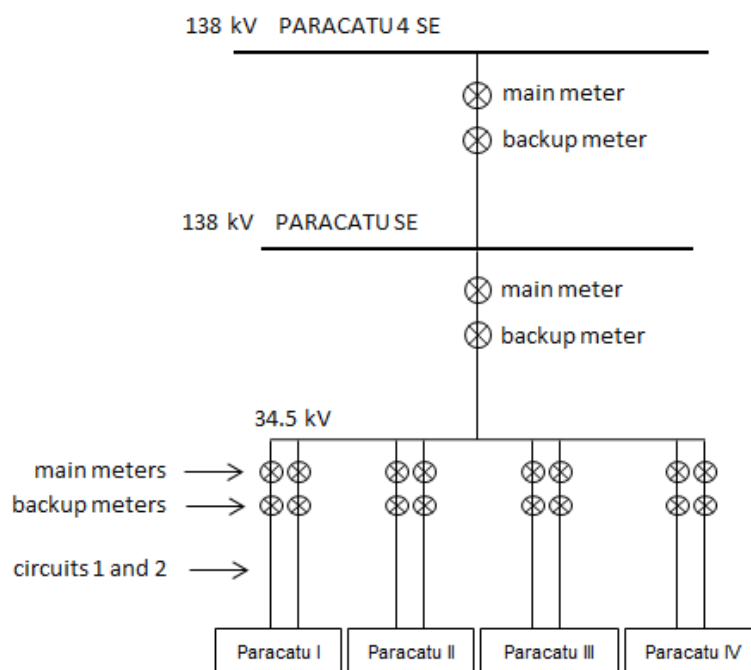 138 kV PARACATU 4 SE
main meter
backup meter
138 kV PARACATU SE
main meter
backup meter
34.5 kV
main meters
backup meters
circuits 1 and 2
Paracatu I Paracatu II Paracatu III Paracatu IV